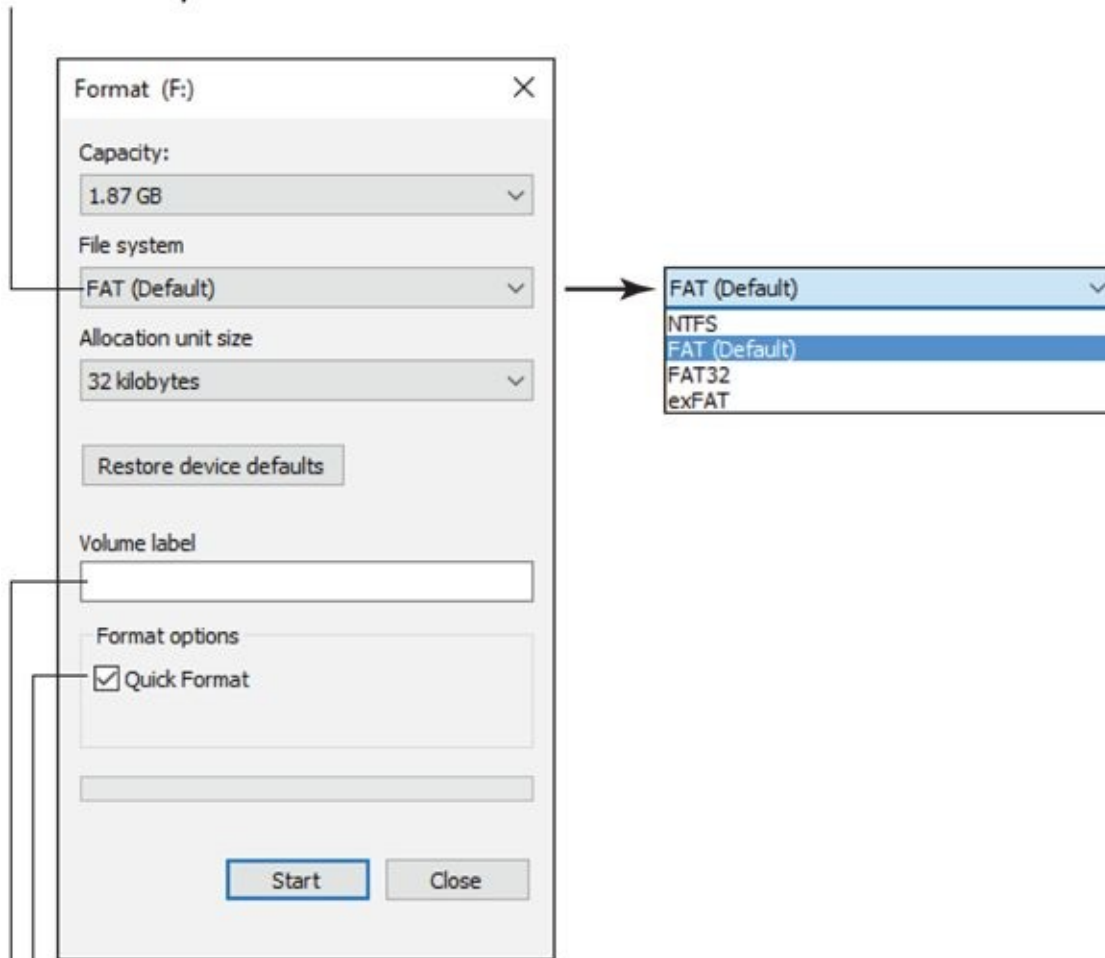 Format (F:)
Capacity:
1.87 GB
File system
FAT (Default)
Allocation unit size
32 kilobytes
Restore device defaults
Volume label
Format options
Quick Format
Start
Close
FAT (Default)
NTFS
FAT (Default)
FAT32
exFAT